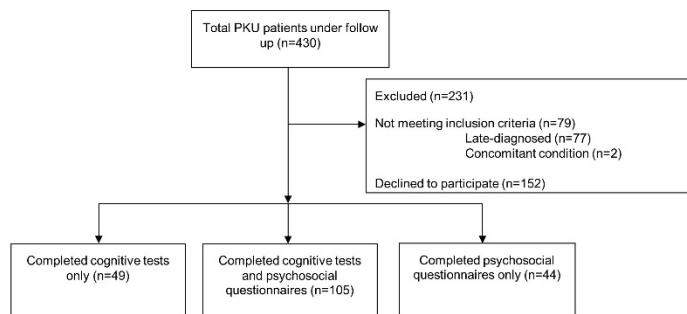 Total PKU patients under follow
up (n=430)
Excluded (n=231)
Not meeting inclusion criteria (n=79)
Late-diagnosed (n=77)
Concomitant condition (n=2)
Declined to participate (n=152)
Completed cognitive tests
only (n=49)
Completed cognitive tests
and psychosocial
questionnaires (n=105)
Completed psychosocial
questionnaires only (n=44)